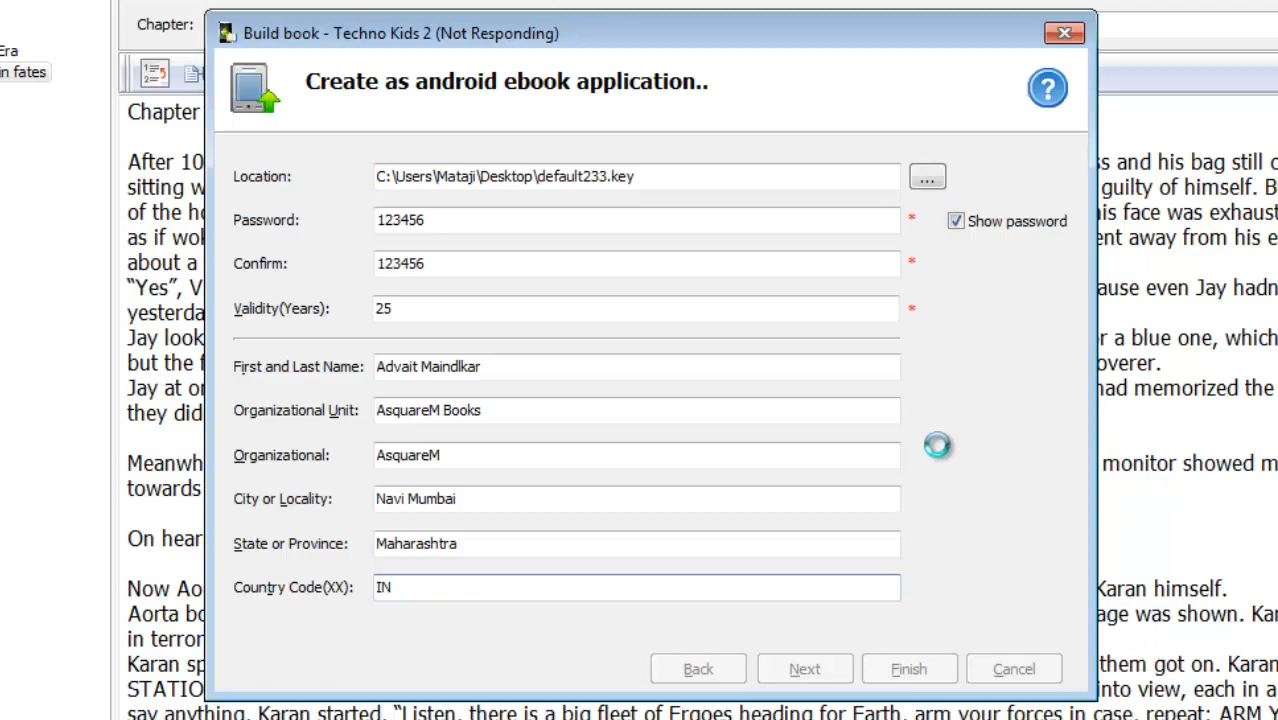 Chapter:
Era
in fates
Build book - Techno Kids 2 (Not Responding)
Create as android ebook application..
?
Chapter
After 10
sitting w
of the ho
as if wok
about a
“Yes”, V
yesterda
Jay look
but the f
Jay at or
they did
Meanwh
towards
On hear
Now Aor
Aorta bo
in terror
Karan sp
STATIO
Location: C:\Users\Mataji\Desktop\default233.key ...
Password: 123456 * Show password
Confirm: 123456 *
Validity(Years): 25 *
First and Last Name: Advait Maindlkar
Organizational Unit: AsquareM Books
Organizational: AsquareM
City or Locality: Navi Mumbai
State or Province: Maharashtra
Country Code(XX): IN
Back Next Finish Cancel
ss and his bag still
guilty of himself. B
his face was exhaust
ent away from his e
ause even Jay hadn
r a blue one, which
overer.
had memorized the
monitor showed m
Karan himself.
age was shown. Kar
them got on. Karan
into view, each in a
say anything, Karan started, “Listen, there is a big fleet of Ergoes heading for Earth, arm your forces in case, repeat: ARM Y